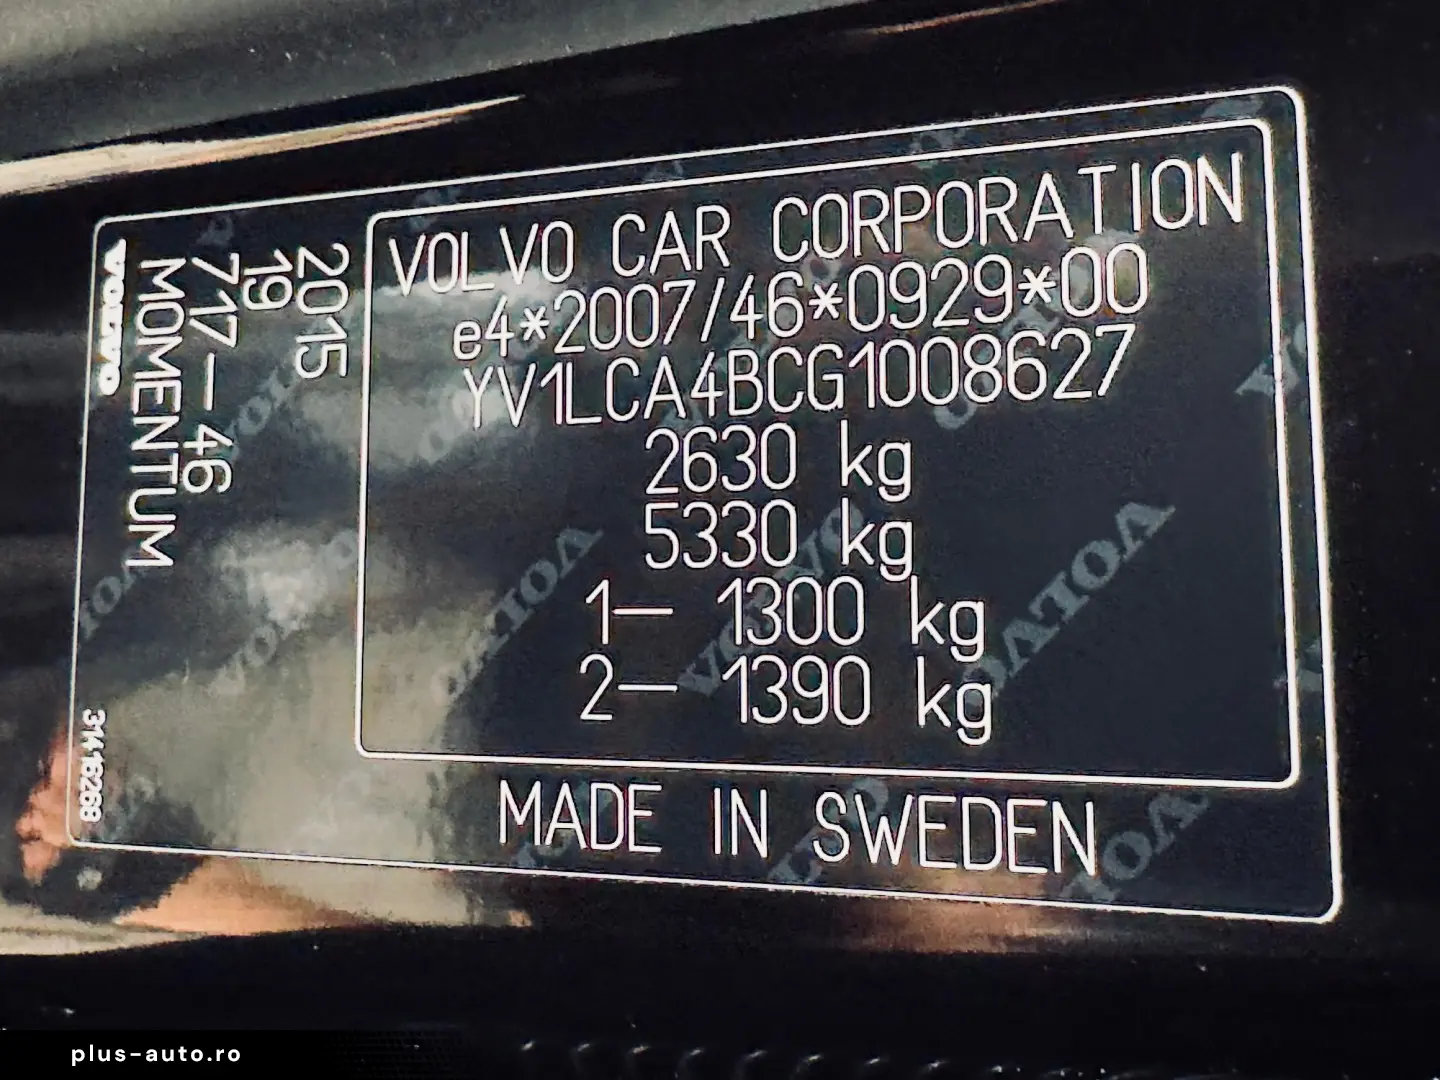 VOLVO CAR CORPORATION
e4*2007/46*0929*00
YV1LCA4BCG1008627
2630 kg
5330 kg
1— 1300 kg
2— 1390 kg
MADE IN SWEDEN
2015
19
717—46
MOMENTUM
VOLVO
31416268
plus-auto.ro